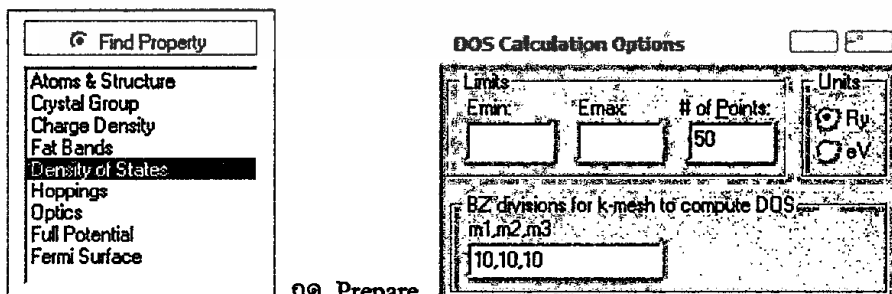 Find Property
Atoms & Structure
Crystal Group
Charge Density
Fat Bands
Density of States
Hoppings
Optics
Full Potential
Fermi Surface
Prepare
DOS Calculation Options
Limits
Emin:
Emax:
# of Points:
50
Units
Ry
eV
BZ divisions for k-mesh to compute DOS
m1,m2,m3
10,10,10